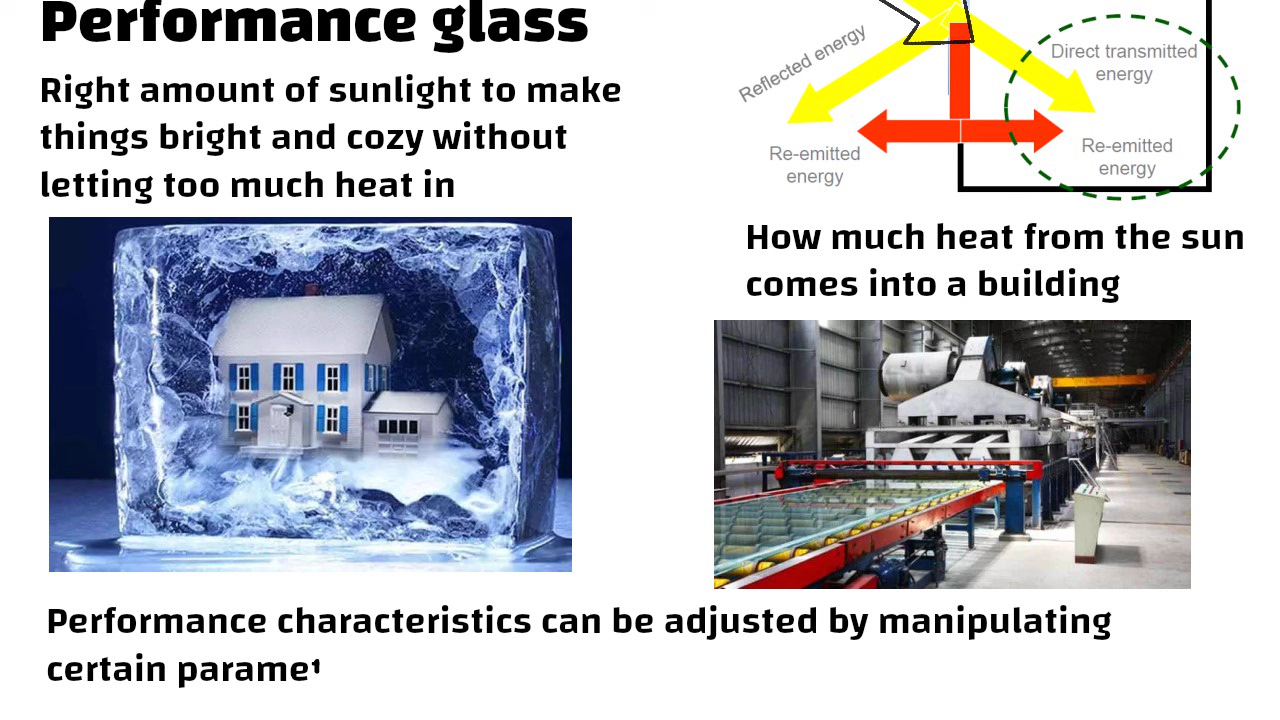 Performance glass
Right amount of sunlight to make
things bright and cozy without
letting too much heat in
Reflected energy
Direct transmitted
energy
Re-emitted
energy
Re-emitted
energy
How much heat from the sun
comes into a building
Performance characteristics can be adjusted by manipulating
certain parame